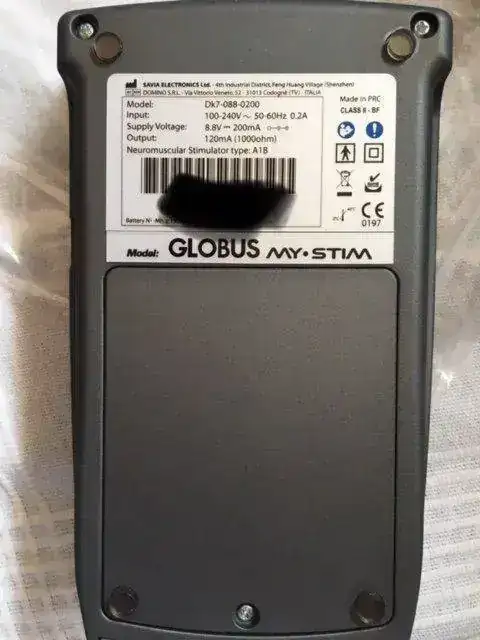 SAVIA ELECTRONICS Ltd. - 4th Industrial District, Feng Huang Village (Shenzhen)
DOMINO S.R.L. - Via Vittorio Veneto, 52 - 31013 Codogné (TV) - ITALIA
Model: Dk7-088-0200
Input: 100-240V ~ 50-60Hz 0.2A
Supply Voltage: 8.8V ⎓ 200mA
Output: 120mA (1000ohm)
Neuromuscular Stimulator type: A1B
Battery N°
Made in PRC
CLASS II - BF
CE
0197
Model: GLOBUS MY•STIM